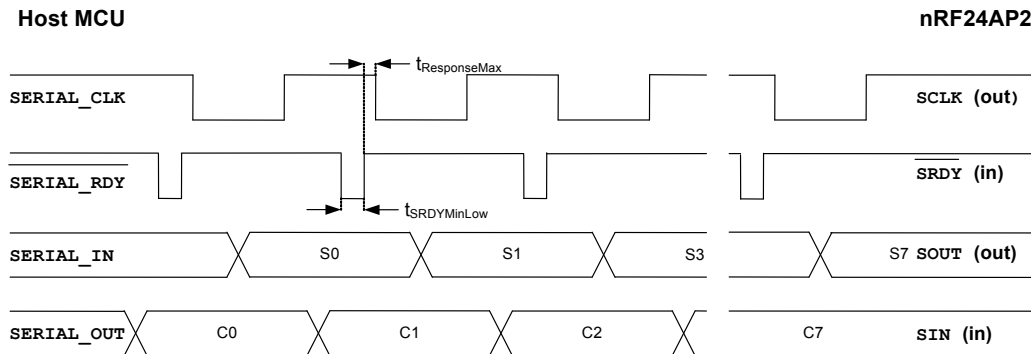 Host MCU nRF24AP2
tResponseMax
SERIAL_CLK SCLK (out)
SERIAL_RDY SRDY (in)
tSRDYMinLow
SERIAL_IN S0 S1 S3 S7 SOUT (out)
SERIAL_OUT C0 C1 C2 C7 SIN (in)